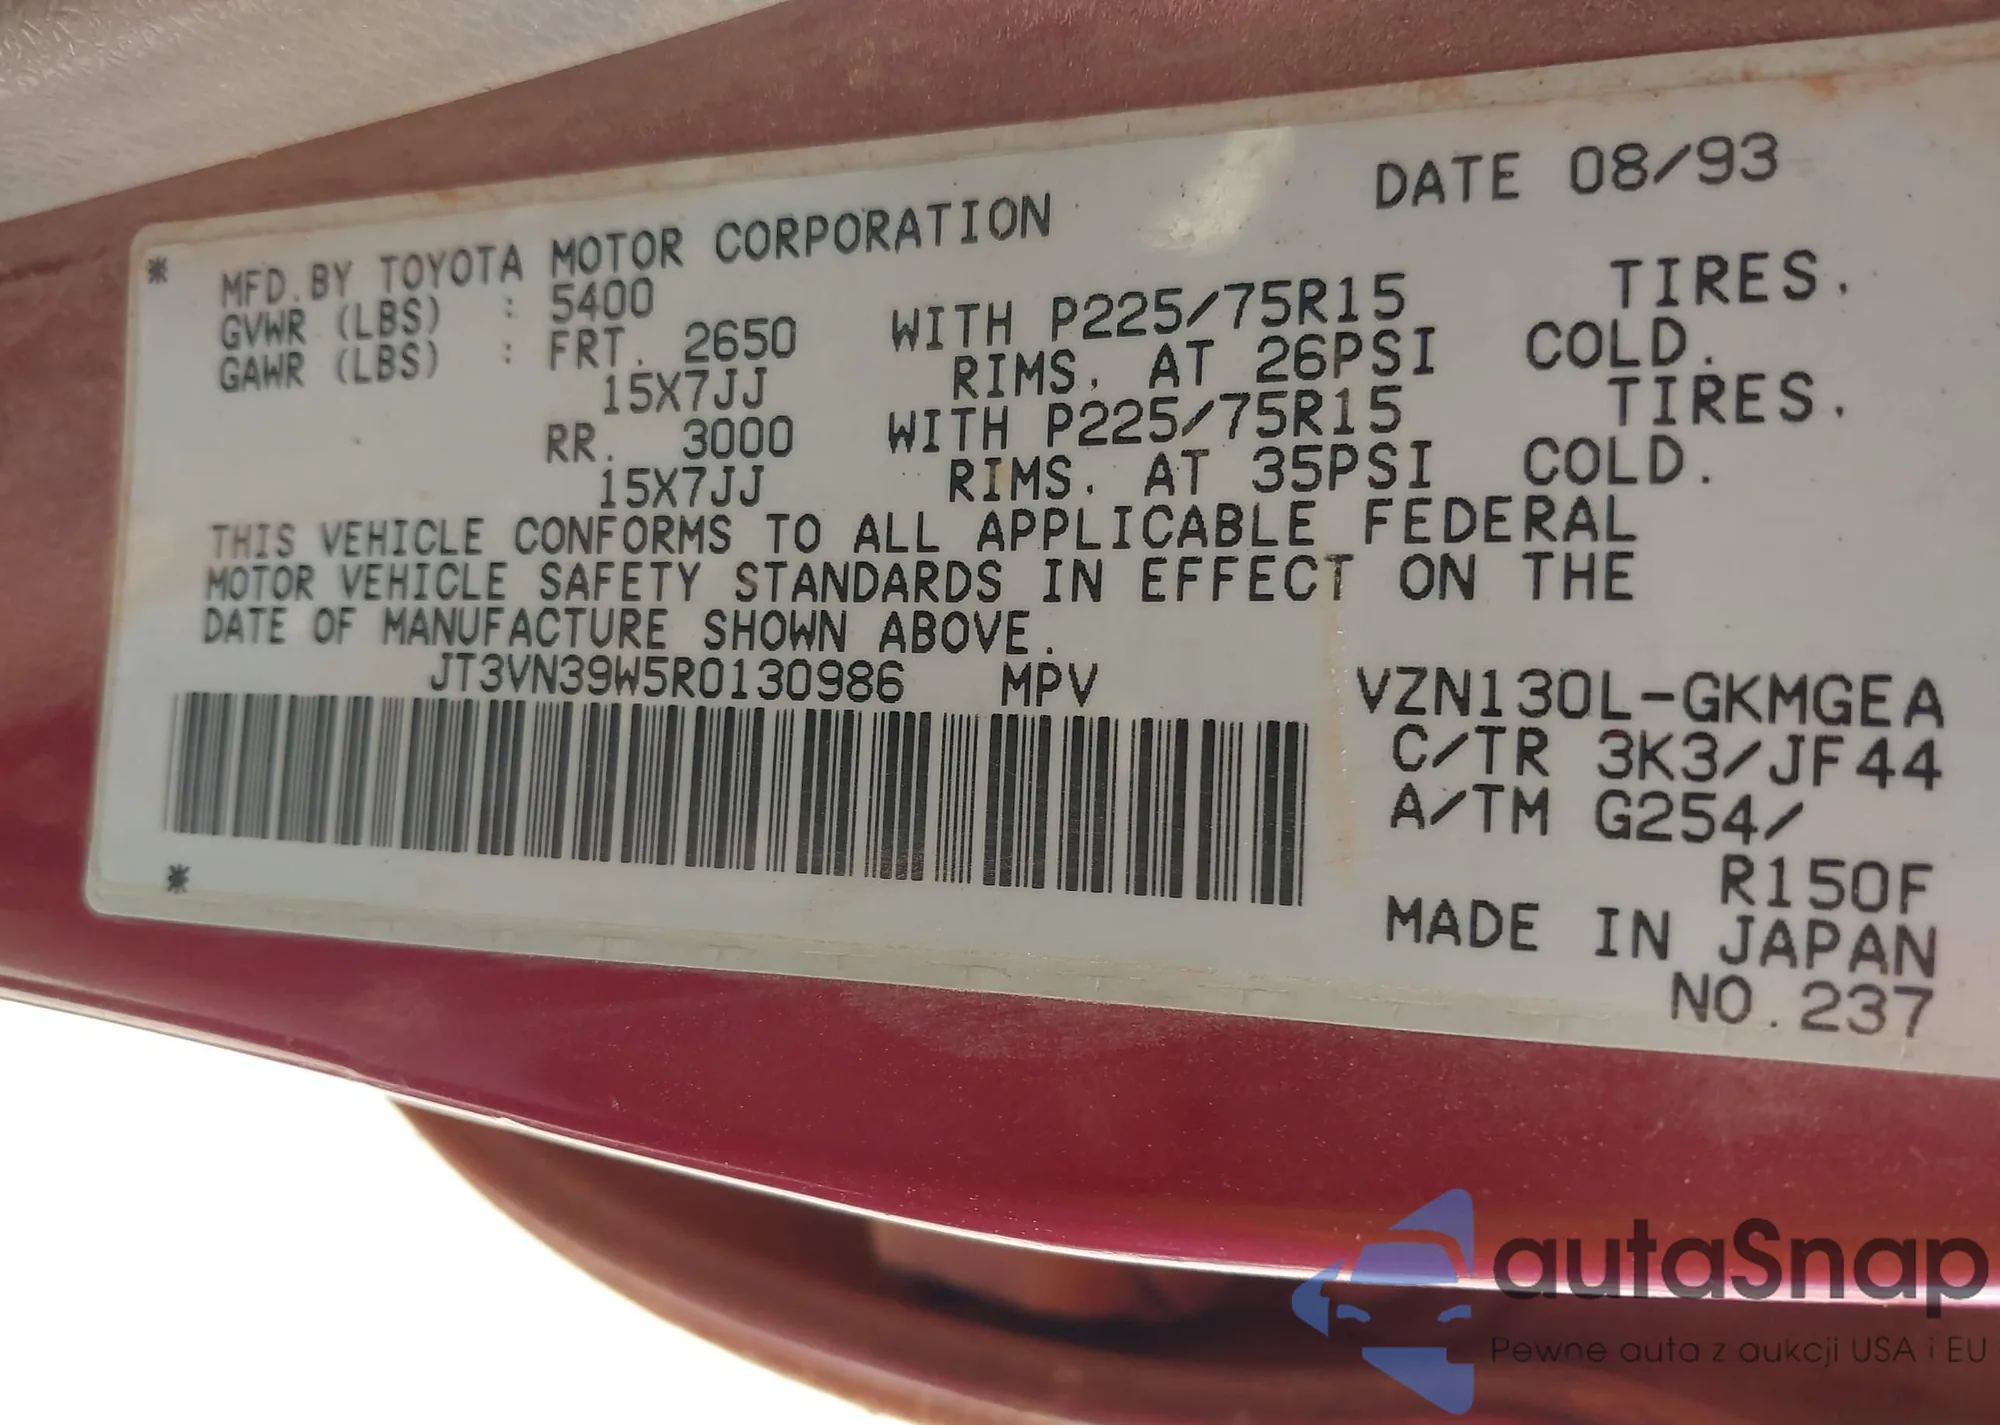 DATE 08/93
* MFD.BY TOYOTA MOTOR CORPORATION
GVWR (LBS) : 5400
GAWR (LBS) : FRT. 2650 WITH P225/75R15 TIRES.
15X7JJ RIMS. AT 26PSI COLD.
RR. 3000 WITH P225/75R15 TIRES.
15X7JJ RIMS. AT 35PSI COLD.
THIS VEHICLE CONFORMS TO ALL APPLICABLE FEDERAL
MOTOR VEHICLE SAFETY STANDARDS IN EFFECT ON THE
DATE OF MANUFACTURE SHOWN ABOVE.
JT3VN39W5R0130986 MPV
VZN130L-GKMGEA
C/TR 3K3/JF44
A/TM G254/
R150F
*
MADE IN JAPAN
NO.237
autaSnap
Pewne auta z aukcji USA i EU